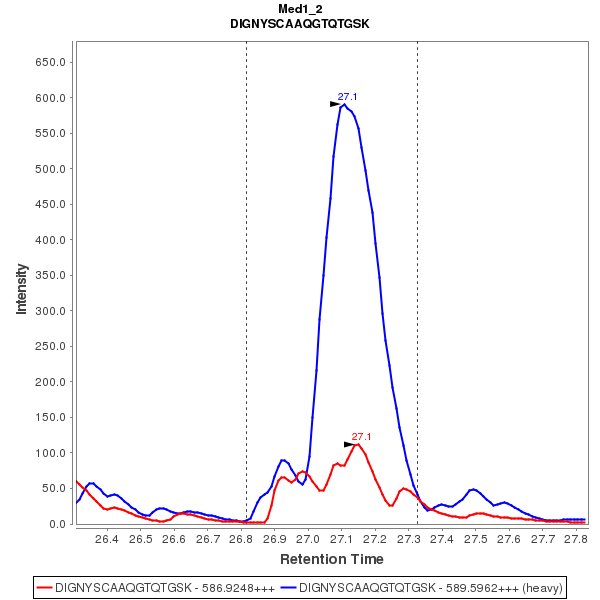 Med1_2
DIGNYSCAAQGTQTGSK
650.0
600.0
550.0
500.0
450.0
400.0
350.0
300.0
250.0
200.0
150.0
100.0
50.0
0.0
Intensity
27.1
27.1
26.4 26.5 26.6 26.7 26.8 26.9 27.0 27.1 27.2 27.3 27.4 27.5 27.6 27.7 27.8
Retention Time
DIGNYSCAAQGTQTGSK - 586.9248+++ DIGNYSCAAQGTQTGSK - 589.5962+++ (heavy)